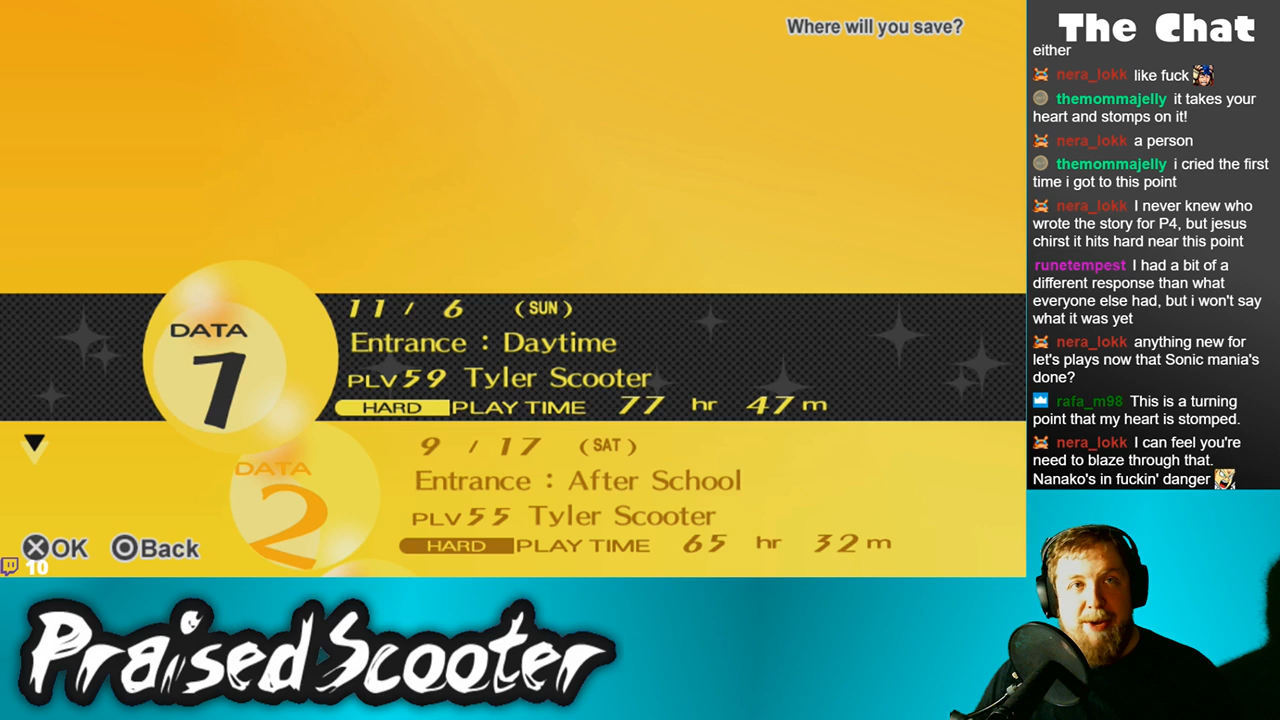 Where will you save?
DATA
1
11 / 6 (SUN)
Entrance : Daytime
PLV 59 Tyler Scooter
HARD PLAY TIME 77 hr 47 m
DATA
2
9 / 17 (SAT)
Entrance : After School
PLV 55 Tyler Scooter
HARD PLAY TIME 65 hr 32 m
OK Back
10
PraisedScooter
The Chat
either
nera_lokk like fuck
themommajelly it takes your
heart and stomps on it!
nera_lokk a person
themommajelly i cried the first
time i got to this point
nera_lokk I never knew who
wrote the story for P4, but jesus
chirst it hits hard near this point
runetempest I had a bit of a
different response than what
everyone else had, but i won't say
what it was yet
nera_lokk anything new for
let's plays now that Sonic mania's
done?
rafa_m98 This is a turning
point that my heart is stomped.
nera_lokk I can feel you're
need to blaze through that.
Nanako's in fuckin' danger